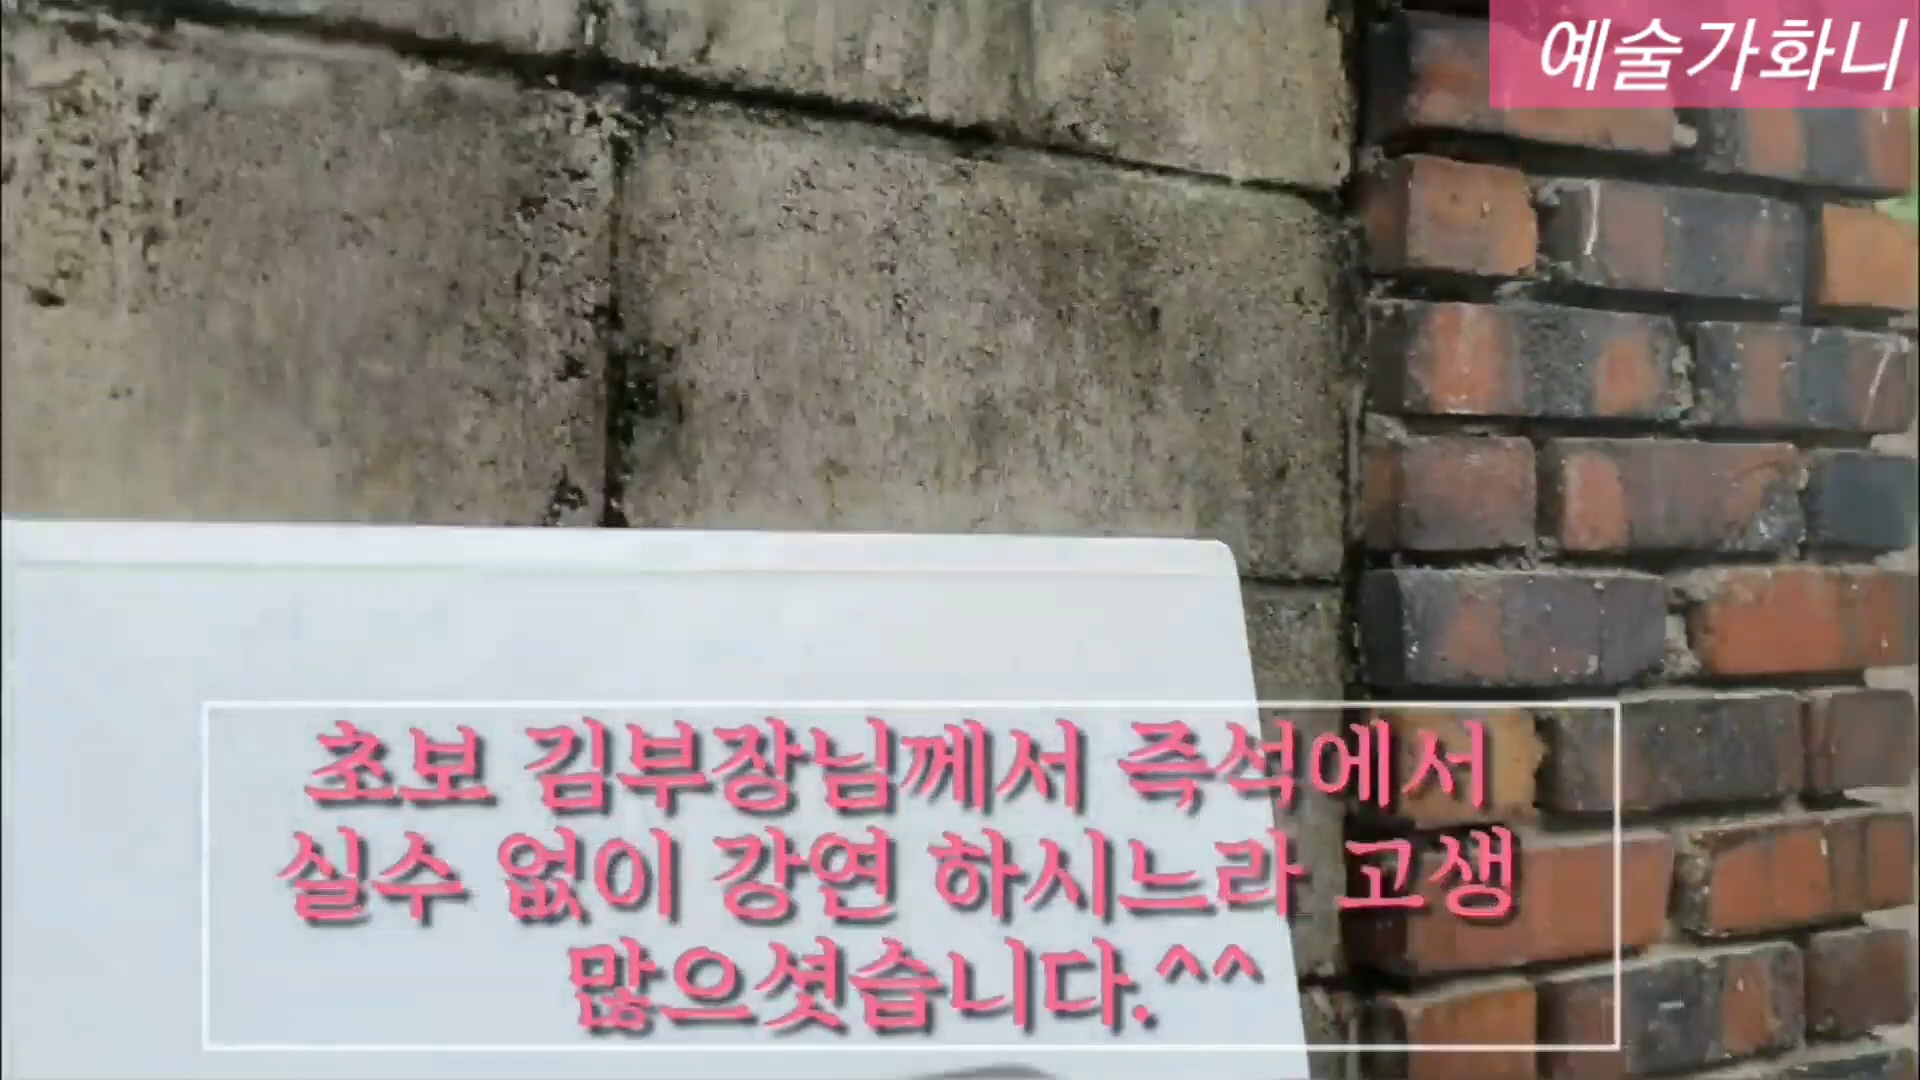 예술가화니
초보 김부장님께서 즉석에서
실수 없이 강연 하시느라 고생
많으셧습니다.^^